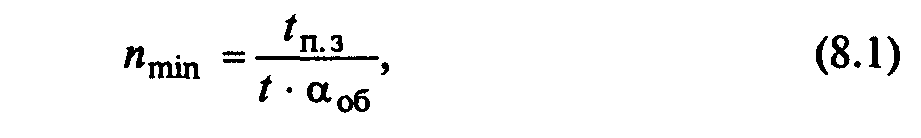 n_min = t_п.з / (t · α_об), (8.1)